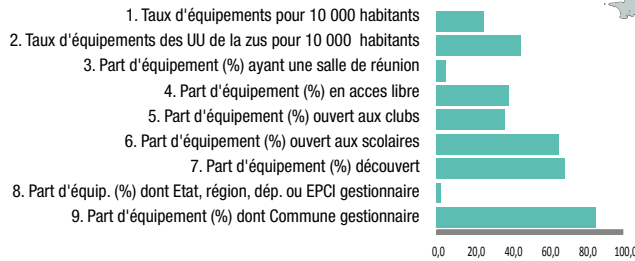 1. Taux d'équipements pour 10 000 habitants
2. Taux d'équipements des UU de la zus pour 10 000 habitants
3. Part d'équipement (%) ayant une salle de réunion
4. Part d'équipement (%) en acces libre
5. Part d'équipement (%) ouvert aux clubs
6. Part d'équipement (%) ouvert aux scolaires
7. Part d'équipement (%) découvert
8. Part d'équip. (%) dont Etat, région, dép. ou EPCI gestionnaire
9. Part d'équipement (%) dont Commune gestionnaire
0,0 20,0 40,0 60,0 80,0 100,0